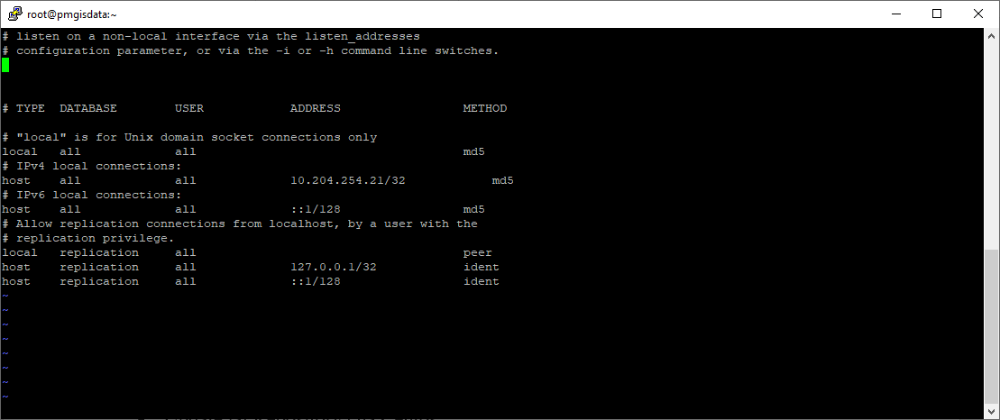 root@pmgisdata:~
# listen on a non-local interface via the listen_addresses
# configuration parameter, or via the -i or -h command line switches.
# TYPE  DATABASE        USER            ADDRESS                 METHOD
# "local" is for Unix domain socket connections only
local   all             all                                     md5
# IPv4 local connections:
host    all             all             10.204.254.21/32            md5
# IPv6 local connections:
host    all             all             ::1/128                 md5
# Allow replication connections from localhost, by a user with the
# replication privilege.
local   replication     all                                     peer
host    replication     all             127.0.0.1/32            ident
host    replication     all             ::1/128                 ident
~
~
~
~
~
~
~
~